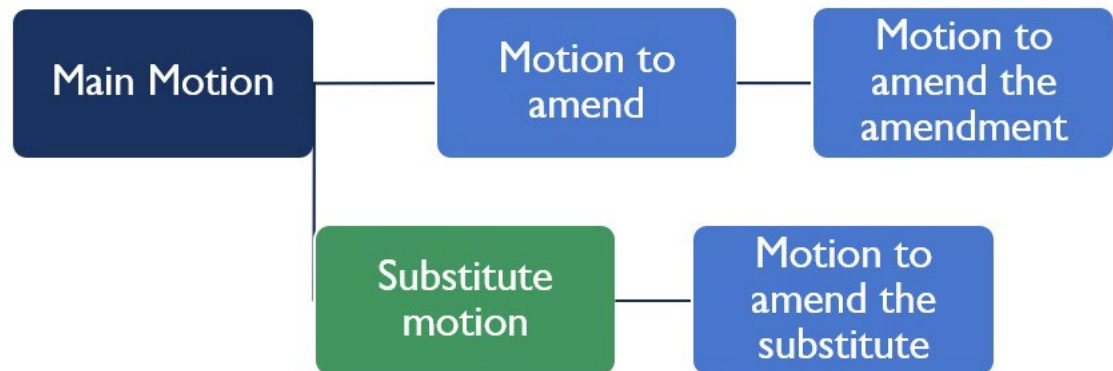 Main Motion
Motion to
amend
Motion to
amend the
amendment
Substitute
motion
Motion to
amend the
substitute